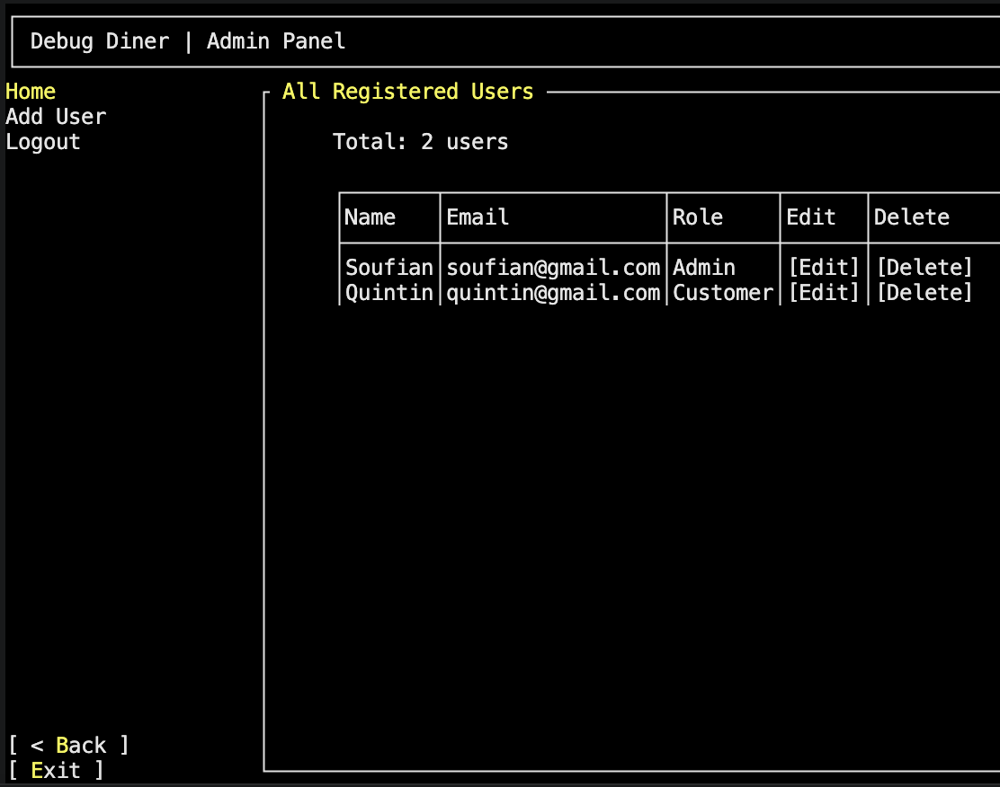 Debug Diner | Admin Panel
Home
Add User
Logout
All Registered Users
Total: 2 users
Name Email Role Edit Delete
Soufian soufian@gmail.com Admin [Edit] [Delete]
Quintin quintin@gmail.com Customer [Edit] [Delete]
[ < Back ]
[ Exit ]